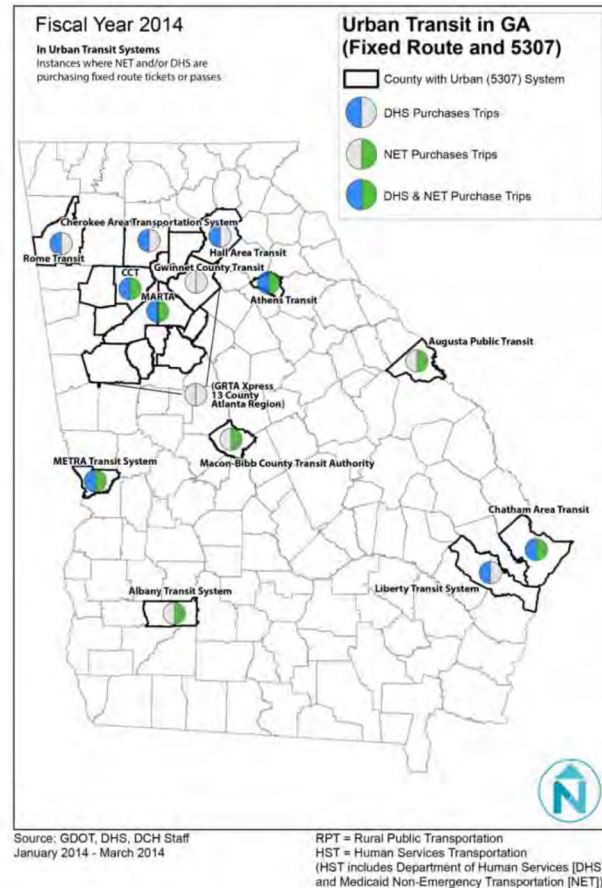 Fiscal Year 2014
In Urban Transit Systems
Instances where NET and/or DHS are
purchasing fixed route tickets or passes
Urban Transit in GA
(Fixed Route and 5307)
County with Urban (5307) System
DHS Purchases Trips
NET Purchases Trips
DHS & NET Purchase Trips
Cherokee Area Transportation System
Rome Transit
Hall Area Transit
Gwinnet County Transit
CCT
MARTA
Athens Transit
Augusta Public Transit
(GRTA Xpress
13 County
Atlanta Region)
Macon-Bibb County Transit Authority
METRA Transit System
Chatham Area Transit
Liberty Transit System
Albany Transit System
N
Source: GDOT, DHS, DCH Staff
January 2014 - March 2014
RPT = Rural Public Transportation
HST = Human Services Transportation
(HST includes Department of Human Services [DHS
and Medicaid Non-Emergency Transportation [NET])